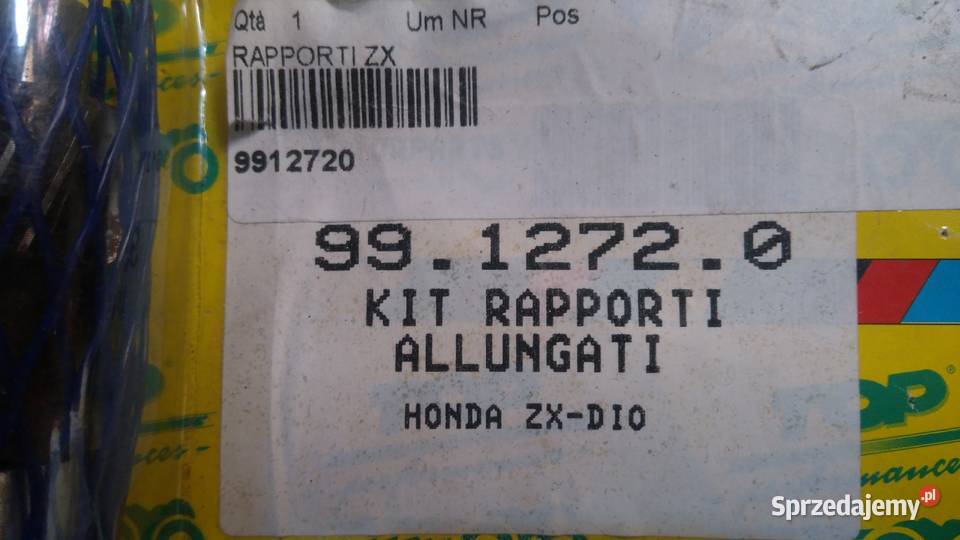 Qtà 1 Um NR Pos
RAPPORTI ZX
9912720
99.1272.0
KIT RAPPORTI
ALLUNGATI
HONDA ZX-DIO
Sprzedajemy.pl